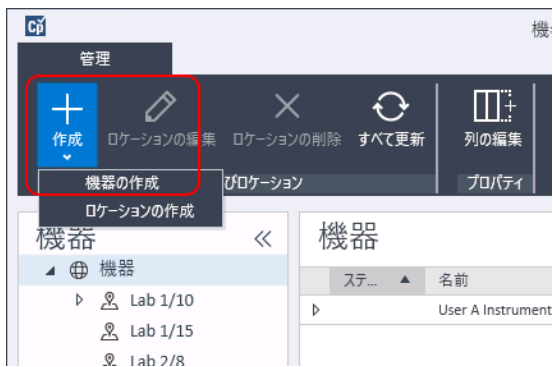 Cp
機
管理
作成
ロケーションの編集
ロケーションの削除
すべて更新
列の編集
機器の作成
びロケーション
プロパティ
ロケーションの作成
機器
機器
機器
ステ...
名前
Lab 1/10
User A Instrument
Lab 1/15
Lab 2/8